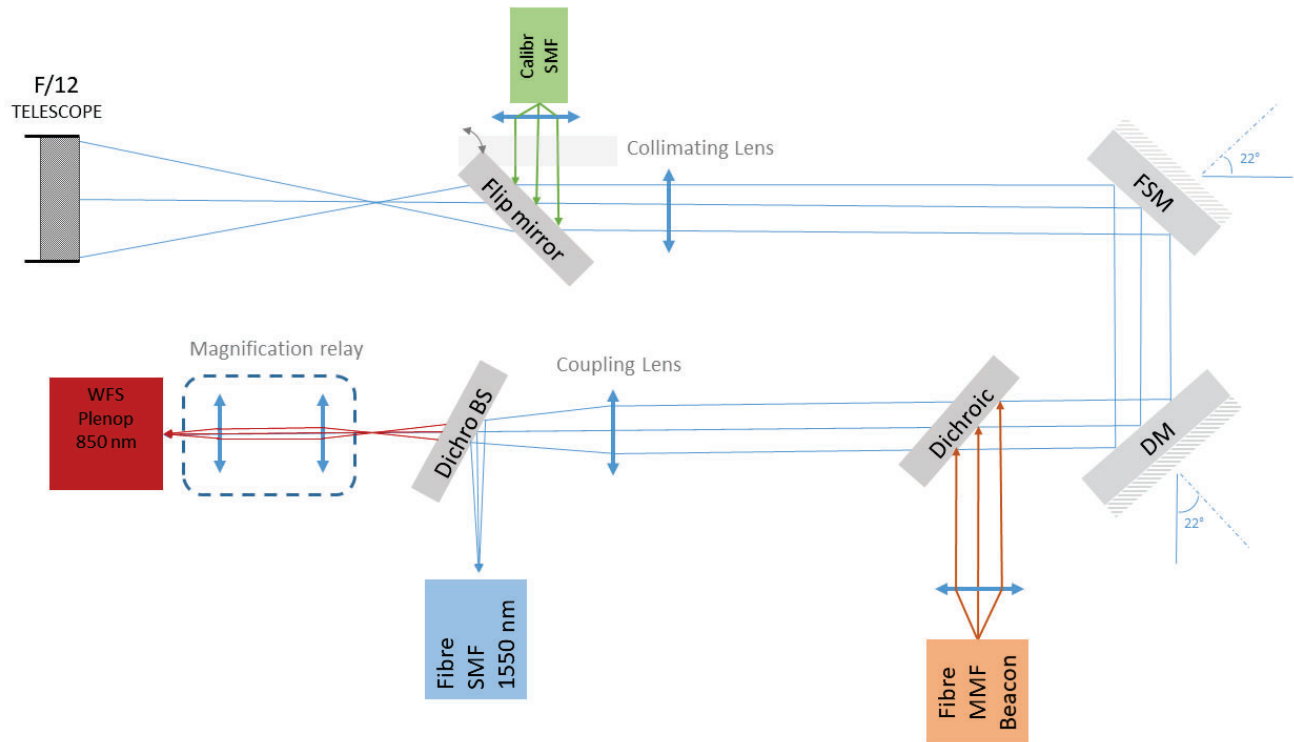 Calibr
SMF
F/12
TELESCOPE
Collimating Lens
Flip mirror
FSM
22°
Magnification relay
Coupling Lens
WFS
Plenop
850 nm
Dichro BS
Dichroic
DM
22°
Fibre
SMF
1550 nm
Fibre
MMF
Beacon